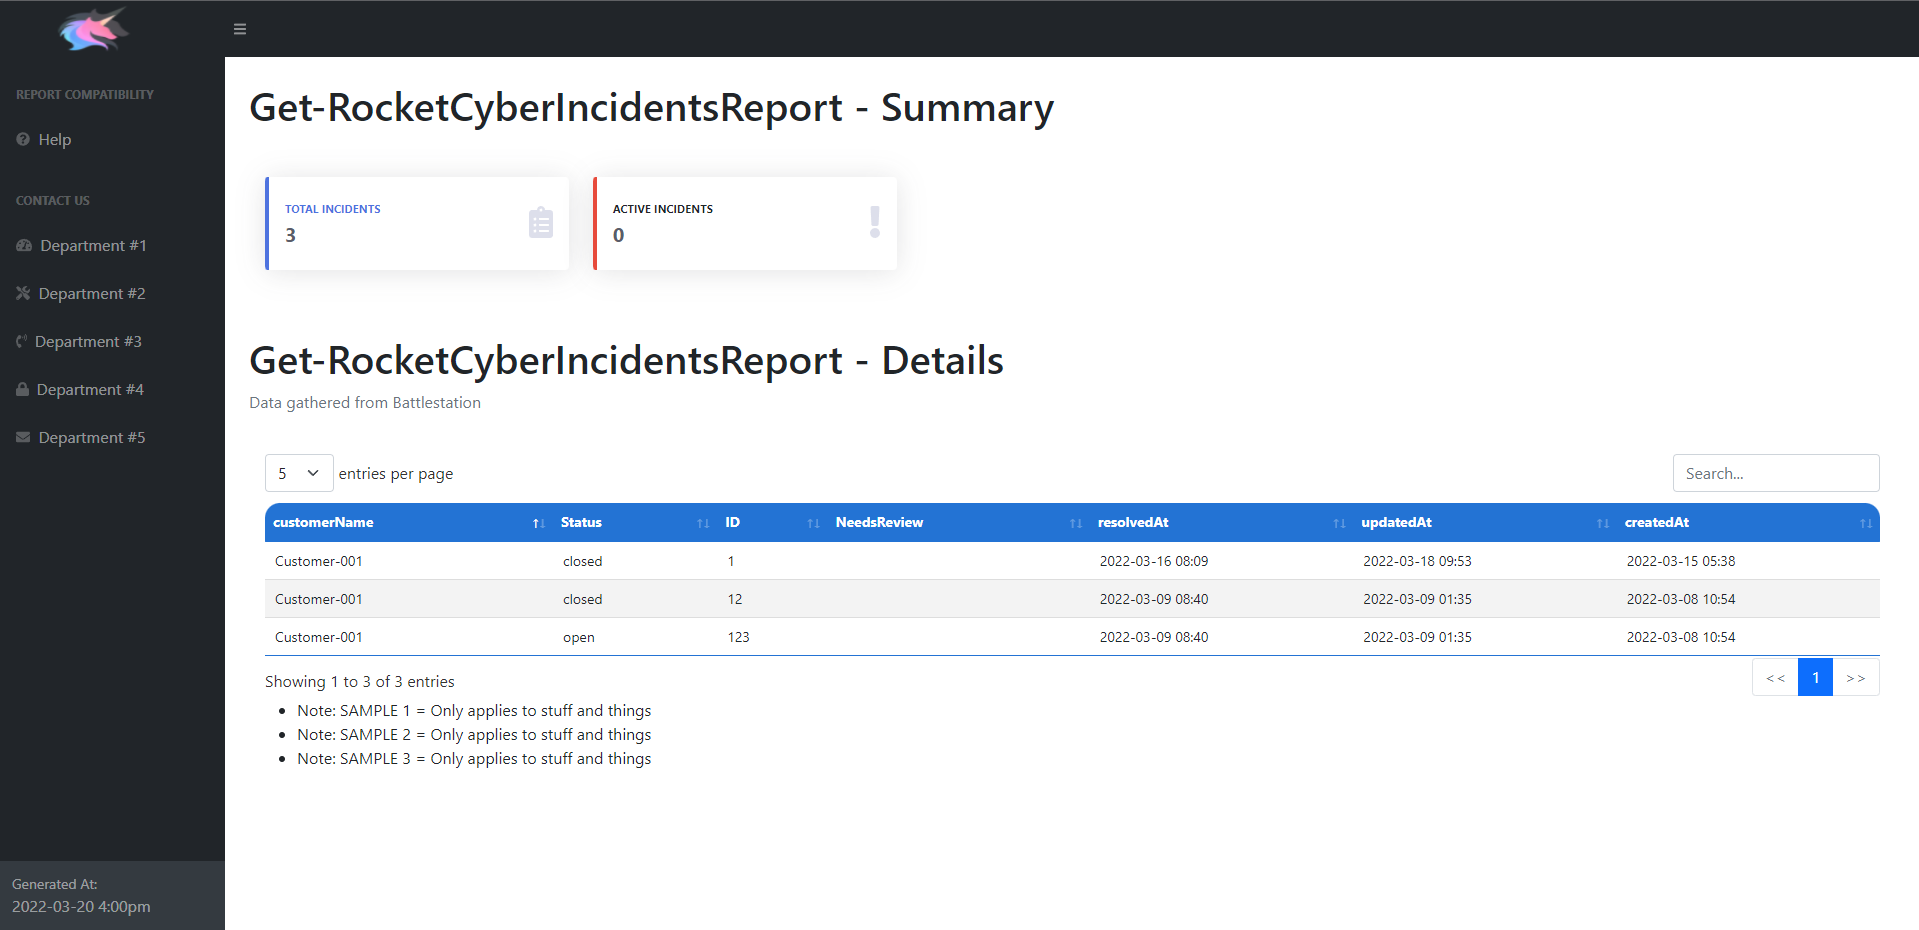 REPORT COMPATIBILITY
Help
CONTACT US
Department #1
Department #2
Department #3
Department #4
Department #5
Generated At:
2022-03-20 4:00pm
Get-RocketCyberIncidentsReport - Summary
TOTAL INCIDENTS
3
ACTIVE INCIDENTS
0
Get-RocketCyberIncidentsReport - Details
Data gathered from Battlestation
5 entries per page
Search...
customerName Status ID NeedsReview resolvedAt updatedAt createdAt
Customer-001 closed 1 2022-03-16 08:09 2022-03-18 09:53 2022-03-15 05:38
Customer-001 closed 12 2022-03-09 08:40 2022-03-09 01:35 2022-03-08 10:54
Customer-001 open 123 2022-03-09 08:40 2022-03-09 01:35 2022-03-08 10:54
Showing 1 to 3 of 3 entries
<< 1 >>
Note: SAMPLE 1 = Only applies to stuff and things
Note: SAMPLE 2 = Only applies to stuff and things
Note: SAMPLE 3 = Only applies to stuff and things